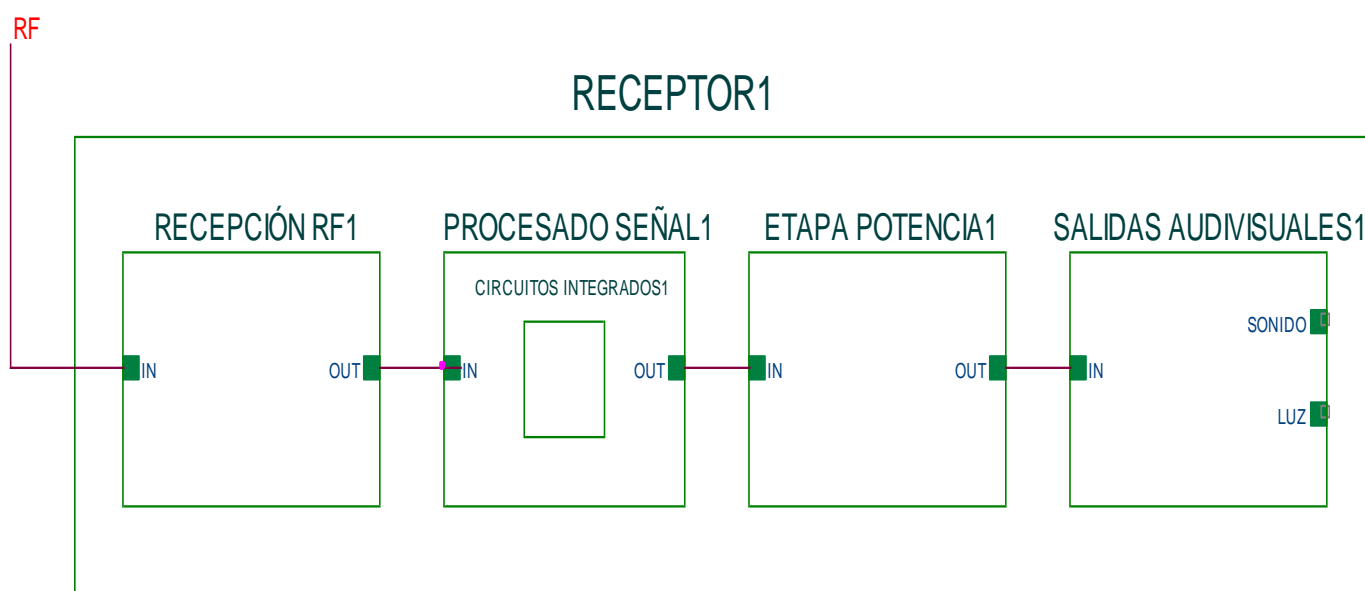 RF
RECEPTOR1
RECEPCIÓN RF1
PROCESADO SEÑAL1
ETAPA POTENCIA1
SALIDAS AUDIVISUALES1
CIRCUITOS INTEGRADOS1
SONIDO
IN
OUT
IN
OUT
IN
OUT
IN
LUZ